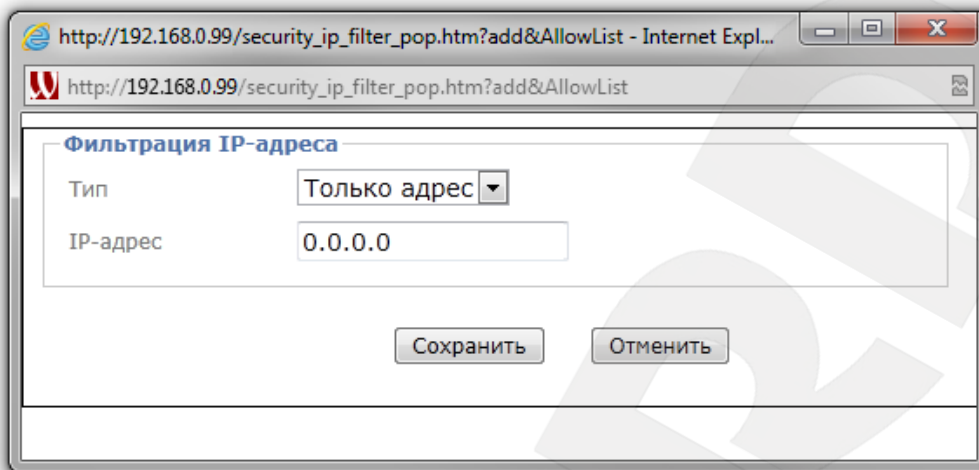 http://192.168.0.99/security_ip_filter_pop.htm?add&AllowList - Internet Expl...
http://192.168.0.99/security_ip_filter_pop.htm?add&AllowList
Фильтрация IP-адреса
Тип Только адрес
IP-адрес 0.0.0.0
Сохранить Отменить